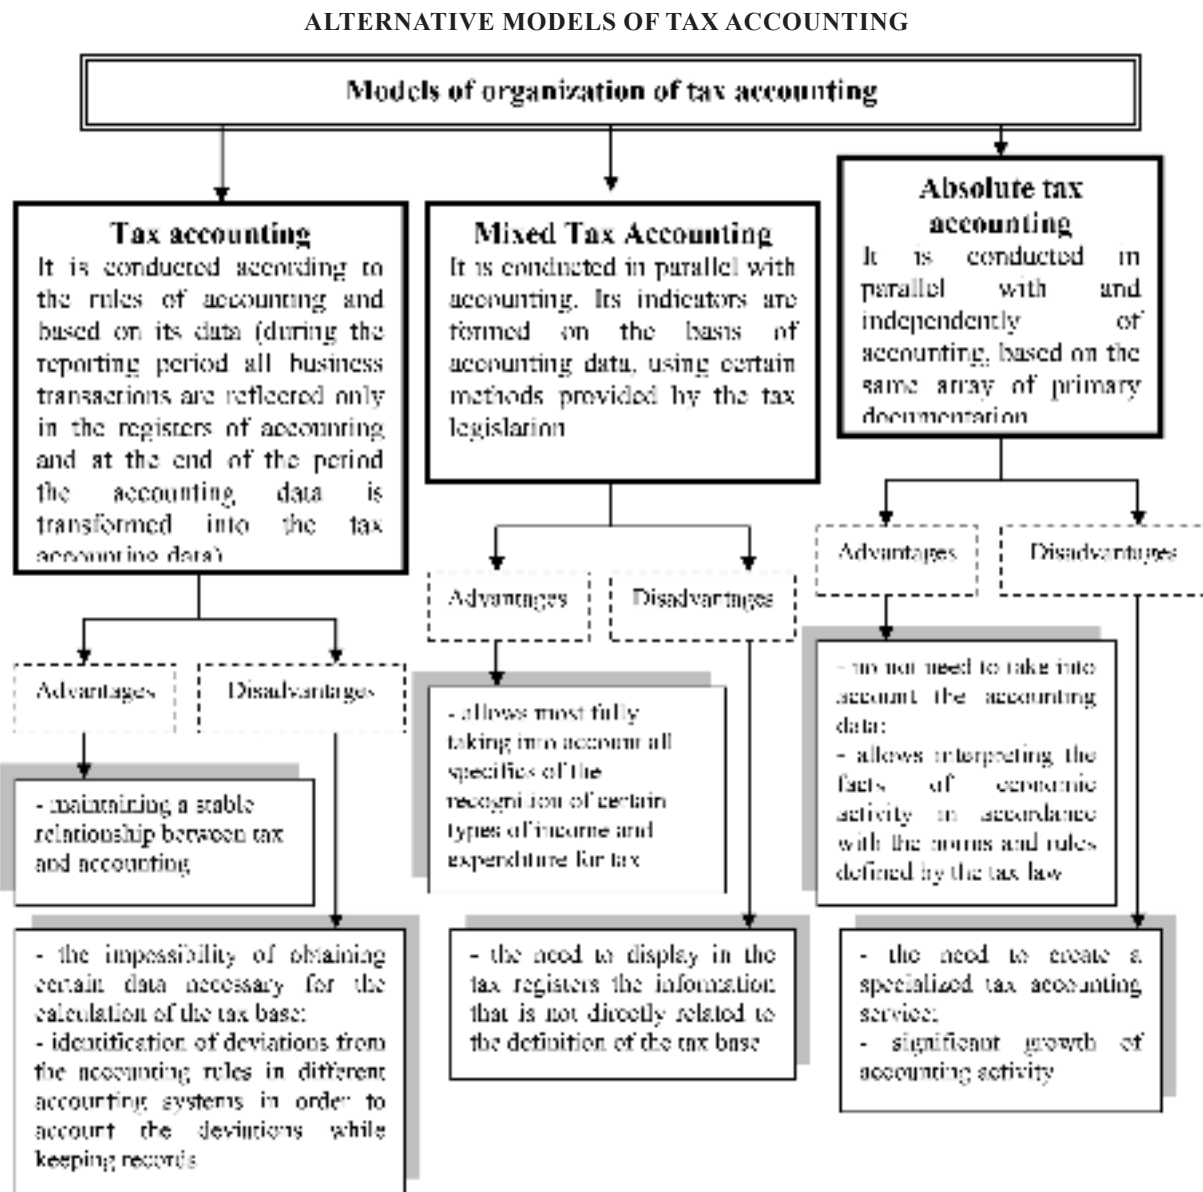 ALTERNATIVE MODELS OF TAX ACCOUNTING
Models of organization of tax accounting
Tax accounting
It is conducted according to
the rules of accounting and
based on its data (during the
reporting period all business
transactions are reflected only
in the registers of accounting
and at the end of the period
the accounting data is
transformed into the tax
accounting data)
Advantages
Disadvantages
- maintaining a stable
relationship between tax
and accounting
- the impossibility of obtaining
certain data necessary for the
calculation of the tax base;
- identification of deviations from
the accounting rules in different
accounting systems in order to
account the deviations while
keeping records
Mixed Tax Accounting
It is conducted in parallel with
accounting. Its indicators are
formed on the basis of
accounting data, using certain
methods provided by the tax
legislation
Advantages
Disadvantages
- allows most fully
taking into account all
specifics of the
recognition of certain
types of income and
expenditure for tax
- the need to display in the
tax registers the information
that is not directly related to
the definition of the tax base
Absolute tax
accounting
It is conducted in
parallel with and
independently of
accounting, based on the
same array of primary
documentation
Advantages
Disadvantages
- no not need to take into
account the accounting
data;
- allows interpreting the
facts of economic
activity in accordance
with the norms and rules
defined by the tax law
- the need to create a
specialized tax accounting
service;
- significant growth of
accounting activity